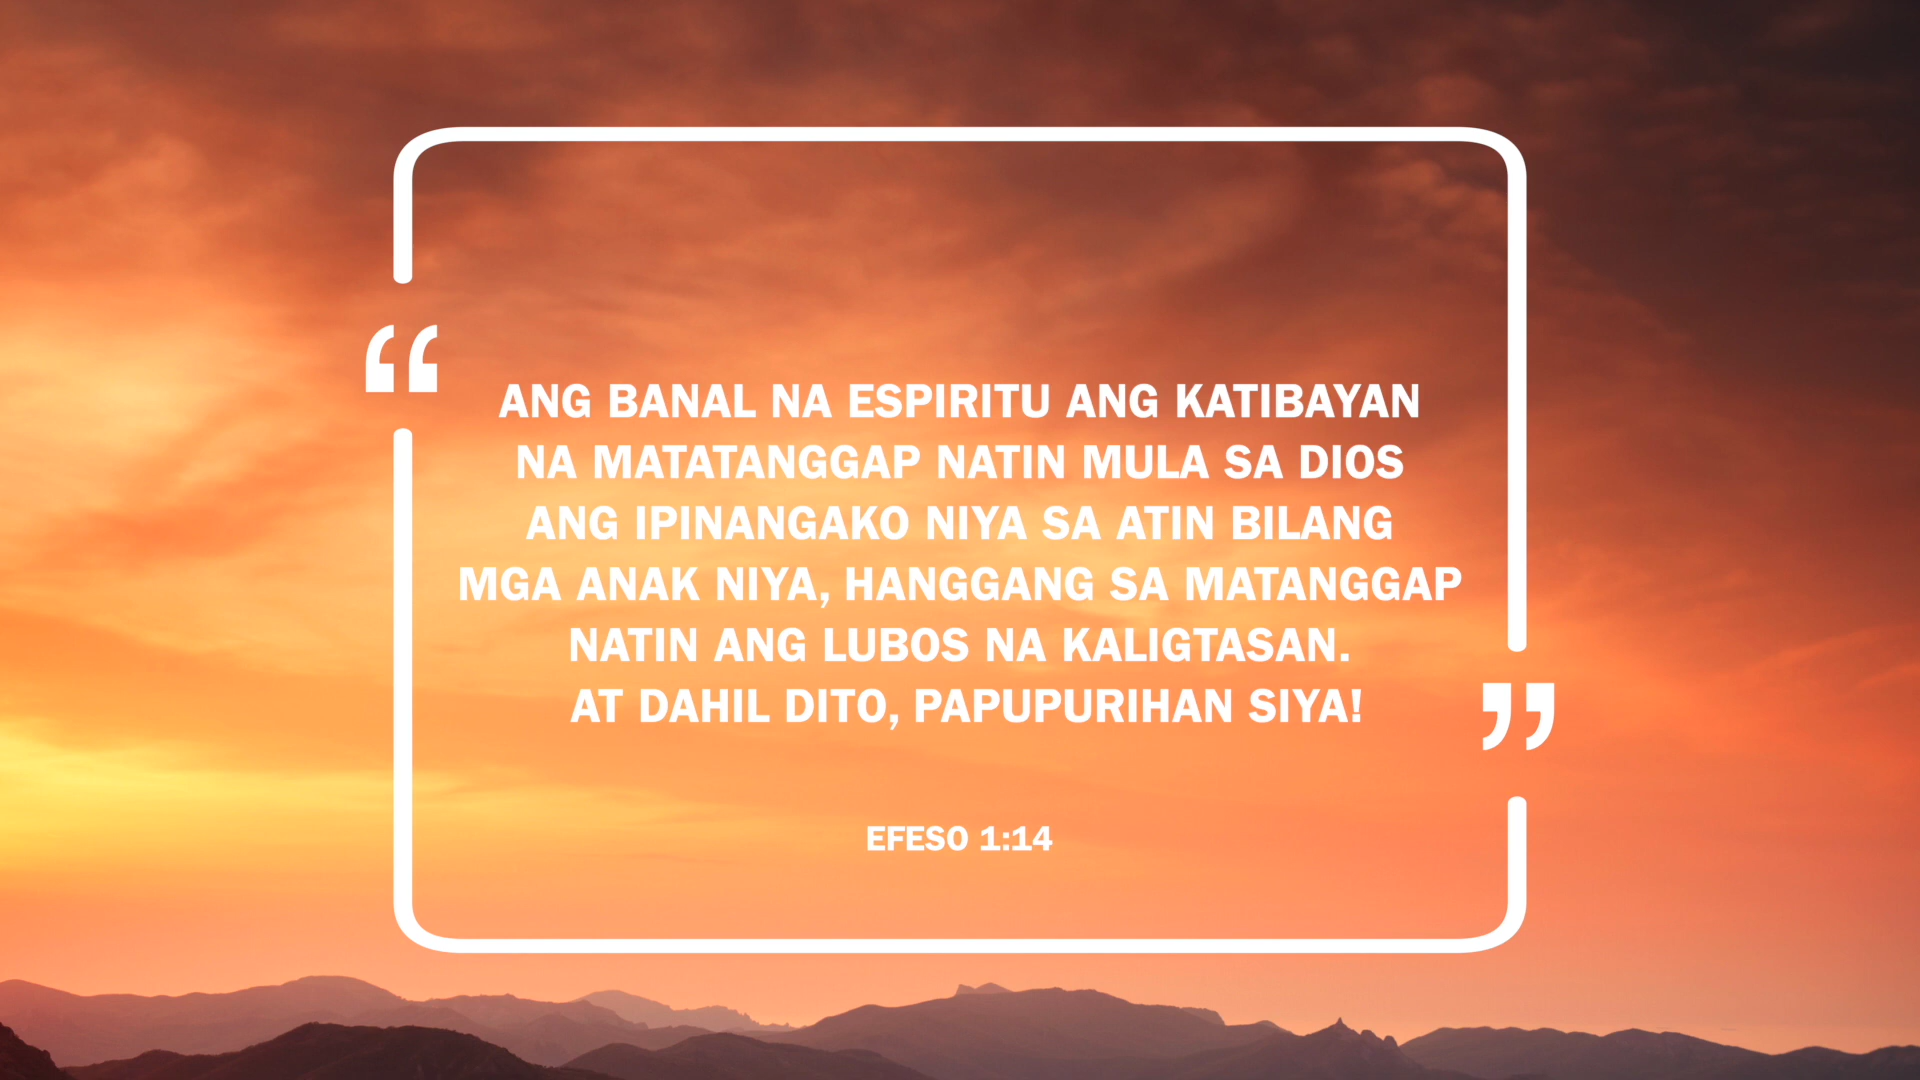 “
ANG BANAL NA ESPIRITU ANG KATIBAYAN
NA MATATANGGAP NATIN MULA SA DIOS
ANG IPINANGAKO NIYA SA ATIN BILANG
MGA ANAK NIYA, HANGGANG SA MATANGGAP
NATIN ANG LUBOS NA KALIGTASAN.
AT DAHIL DITO, PAPUPURIHAN SIYA!
”
EFESO 1:14